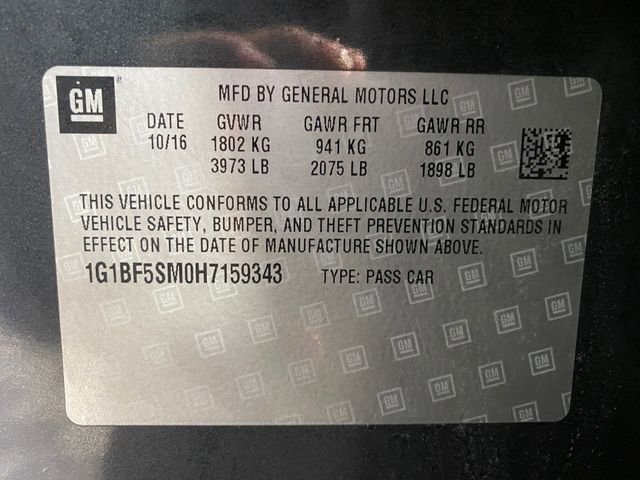 GM
MFD BY GENERAL MOTORS LLC
DATE GVWR GAWR FRT GAWR RR
10/16 1802 KG 941 KG 861 KG
3973 LB 2075 LB 1898 LB
THIS VEHICLE CONFORMS TO ALL APPLICABLE U.S. FEDERAL MOTOR
VEHICLE SAFETY, BUMPER, AND THEFT PREVENTION STANDARDS
IN EFFECT ON THE DATE OF MANUFACTURE SHOWN ABOVE.
1G1BF5SM0H7159343 TYPE: PASS CAR